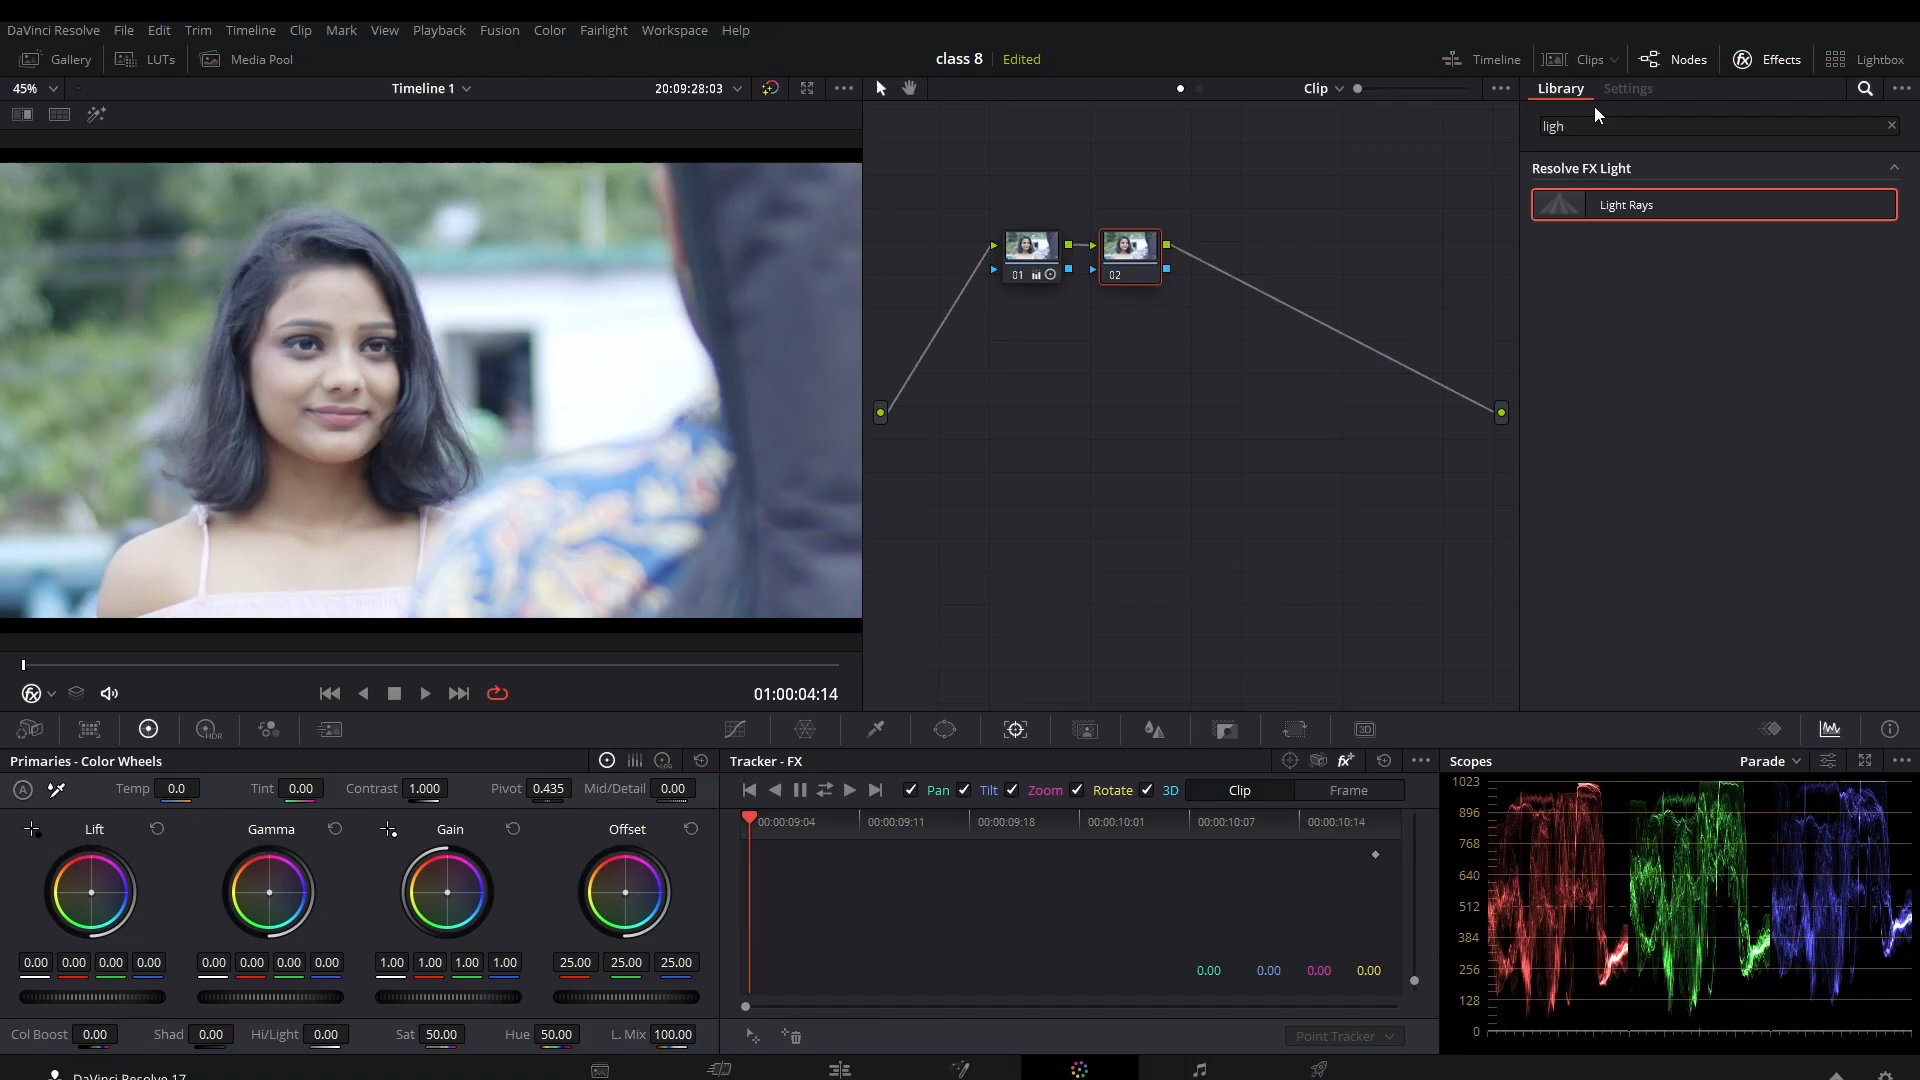 DaVinci Resolve File Edit Trim Timeline Clip Mark View Playback Fusion Color Fairlight Workspace Help
Gallery LUTs Media Pool class 8 Edited Timeline Clips Nodes Effects Lightbox
45% Timeline 1 20:09:28:03 Clip Library Settings
ligh
Resolve FX Light
Light Rays
01 02
01:00:04:14
HDR 3D
Primaries - Color Wheels LOG Tracker - FX Scopes Parade
A Temp 0.0 Tint 0.00 Contrast 1.000 Pivot 0.435 Mid/Detail 0.00 Pan Tilt Zoom Rotate 3D Clip Frame
Lift Gamma Gain Offset
00:00:09:04 00:00:09:11 00:00:09:18 00:00:10:01 00:00:10:07 00:00:10:14
1023
896
768
640
512
384
256
128
0
0.00 0.00 0.00 0.00 0.00 0.00 0.00 0.00 1.00 1.00 1.00 1.00 25.00 25.00 25.00
0.00 0.00 0.00 0.00
Col Boost 0.00 Shad 0.00 Hi/Light 0.00 Sat 50.00 Hue 50.00 L. Mix 100.00 Point Tracker
DaVinci Resolve 17